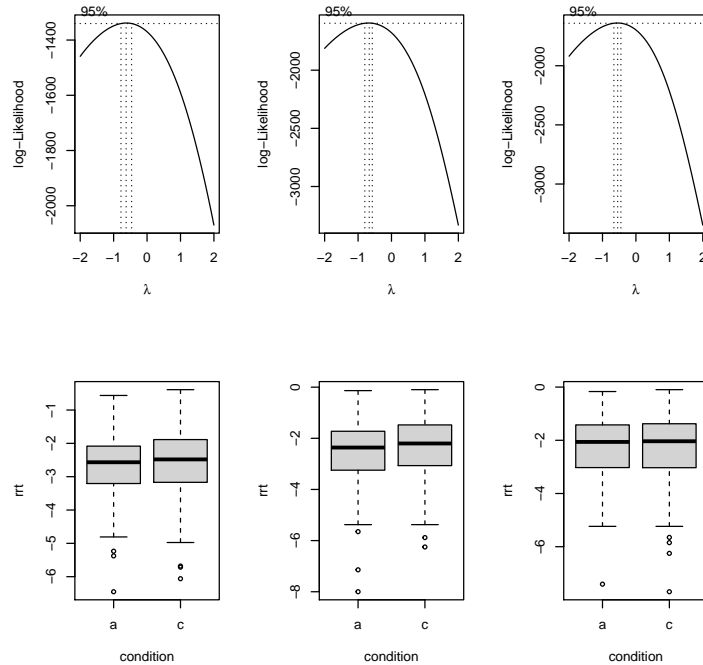 95%
log−Likelihood
−1400
−1600
−1800
−2000
−2 −1 0 1 2
λ
95%
log−Likelihood
−2000
−2500
−3000
−2 −1 0 1 2
λ
95%
log−Likelihood
−2000
−2500
−3000
−2 −1 0 1 2
λ
rrt
−1
−2
−3
−4
−5
−6
a c
condition
rrt
0
−2
−4
−6
−8
a c
condition
rrt
0
−2
−4
−6
a c
condition